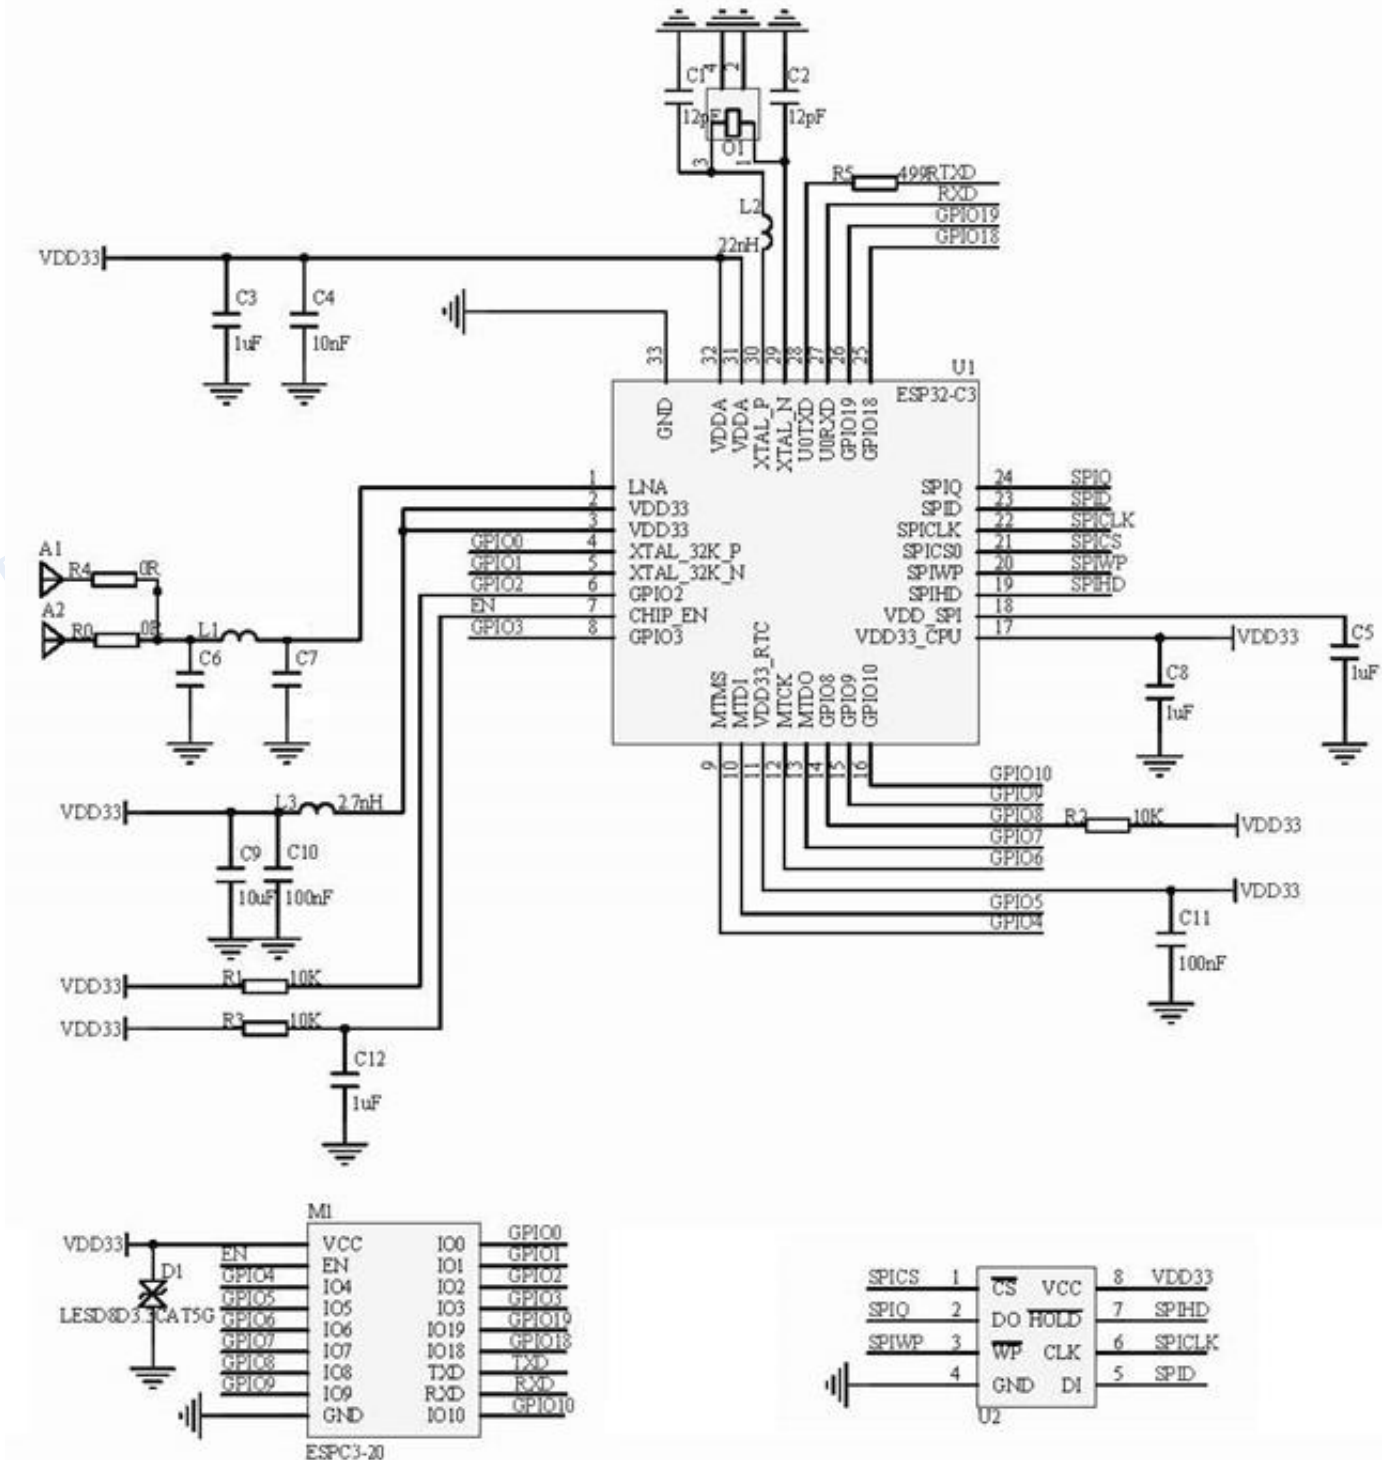 C1 4 2 C2
12pF 12pF
O1
3 1
R5 499R TXD
RXD
L2 GPIO19
22nH GPIO18
VDD33
C3 C4
1uF 10nF
33 32 31 30 29 28 27 26 25
U1
ESP32-C3
GND VDDA VDDA XTAL_P XTAL_N U0TXD U0RXD GPIO19 GPIO18
1 LNA SPIQ 24 SPIQ
2 VDD33 SPID 23 SPID
3 VDD33 SPICLK 22 SPICLK
GPIO0 4 XTAL_32K_P SPICS0 21 SPICS
GPIO1 5 XTAL_32K_N SPIWP 20 SPIWP
GPIO2 6 GPIO2 SPIHD 19 SPIHD
EN 7 CHIP_EN VDD_SPI 18
GPIO3 8 GPIO3 VDD33_CPU 17 VDD33
C5
1uF
C8
1uF
A1
R4 0R
A2
R0 0R L1
C6 C7
MTMS MTDI VDD33_RTC MTCK MTDO GPIO8 GPIO9 GPIO10
9 10 11 12 13 14 15 16
GPIO10
GPIO9
GPIO8 R2 10K VDD33
GPIO7
GPIO6
VDD33
GPIO5
GPIO4
C11
100nF
VDD33 L3 2.7nH
C9 C10
10uF 100nF
VDD33 R1 10K
VDD33 R3 10K
C12
1uF
M1
VDD33 VCC IO0 GPIO0
EN EN IO1 GPIO1
GPIO4 IO4 IO2 GPIO2
GPIO5 IO5 IO3 GPIO3
GPIO6 IO6 IO19 GPIO19
GPIO7 IO7 IO18 GPIO18
GPIO8 IO8 TXD TXD
GPIO9 IO9 RXD RXD
GND IO10 GPIO10
ESPC3-20
D1
LESD8D3.3CAT5G
SPICS 1 CS VCC 8 VDD33
SPIQ 2 DO HOLD 7 SPIHD
SPIWP 3 WP CLK 6 SPICLK
4 GND DI 5 SPID
U2